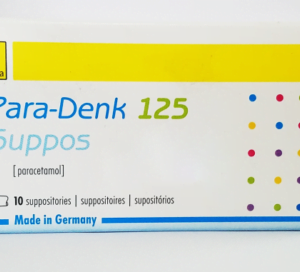 Para-Denk 125
Suppos
[paracetamol]
10 suppositories | suppositoires | supositórios
Made in Germany